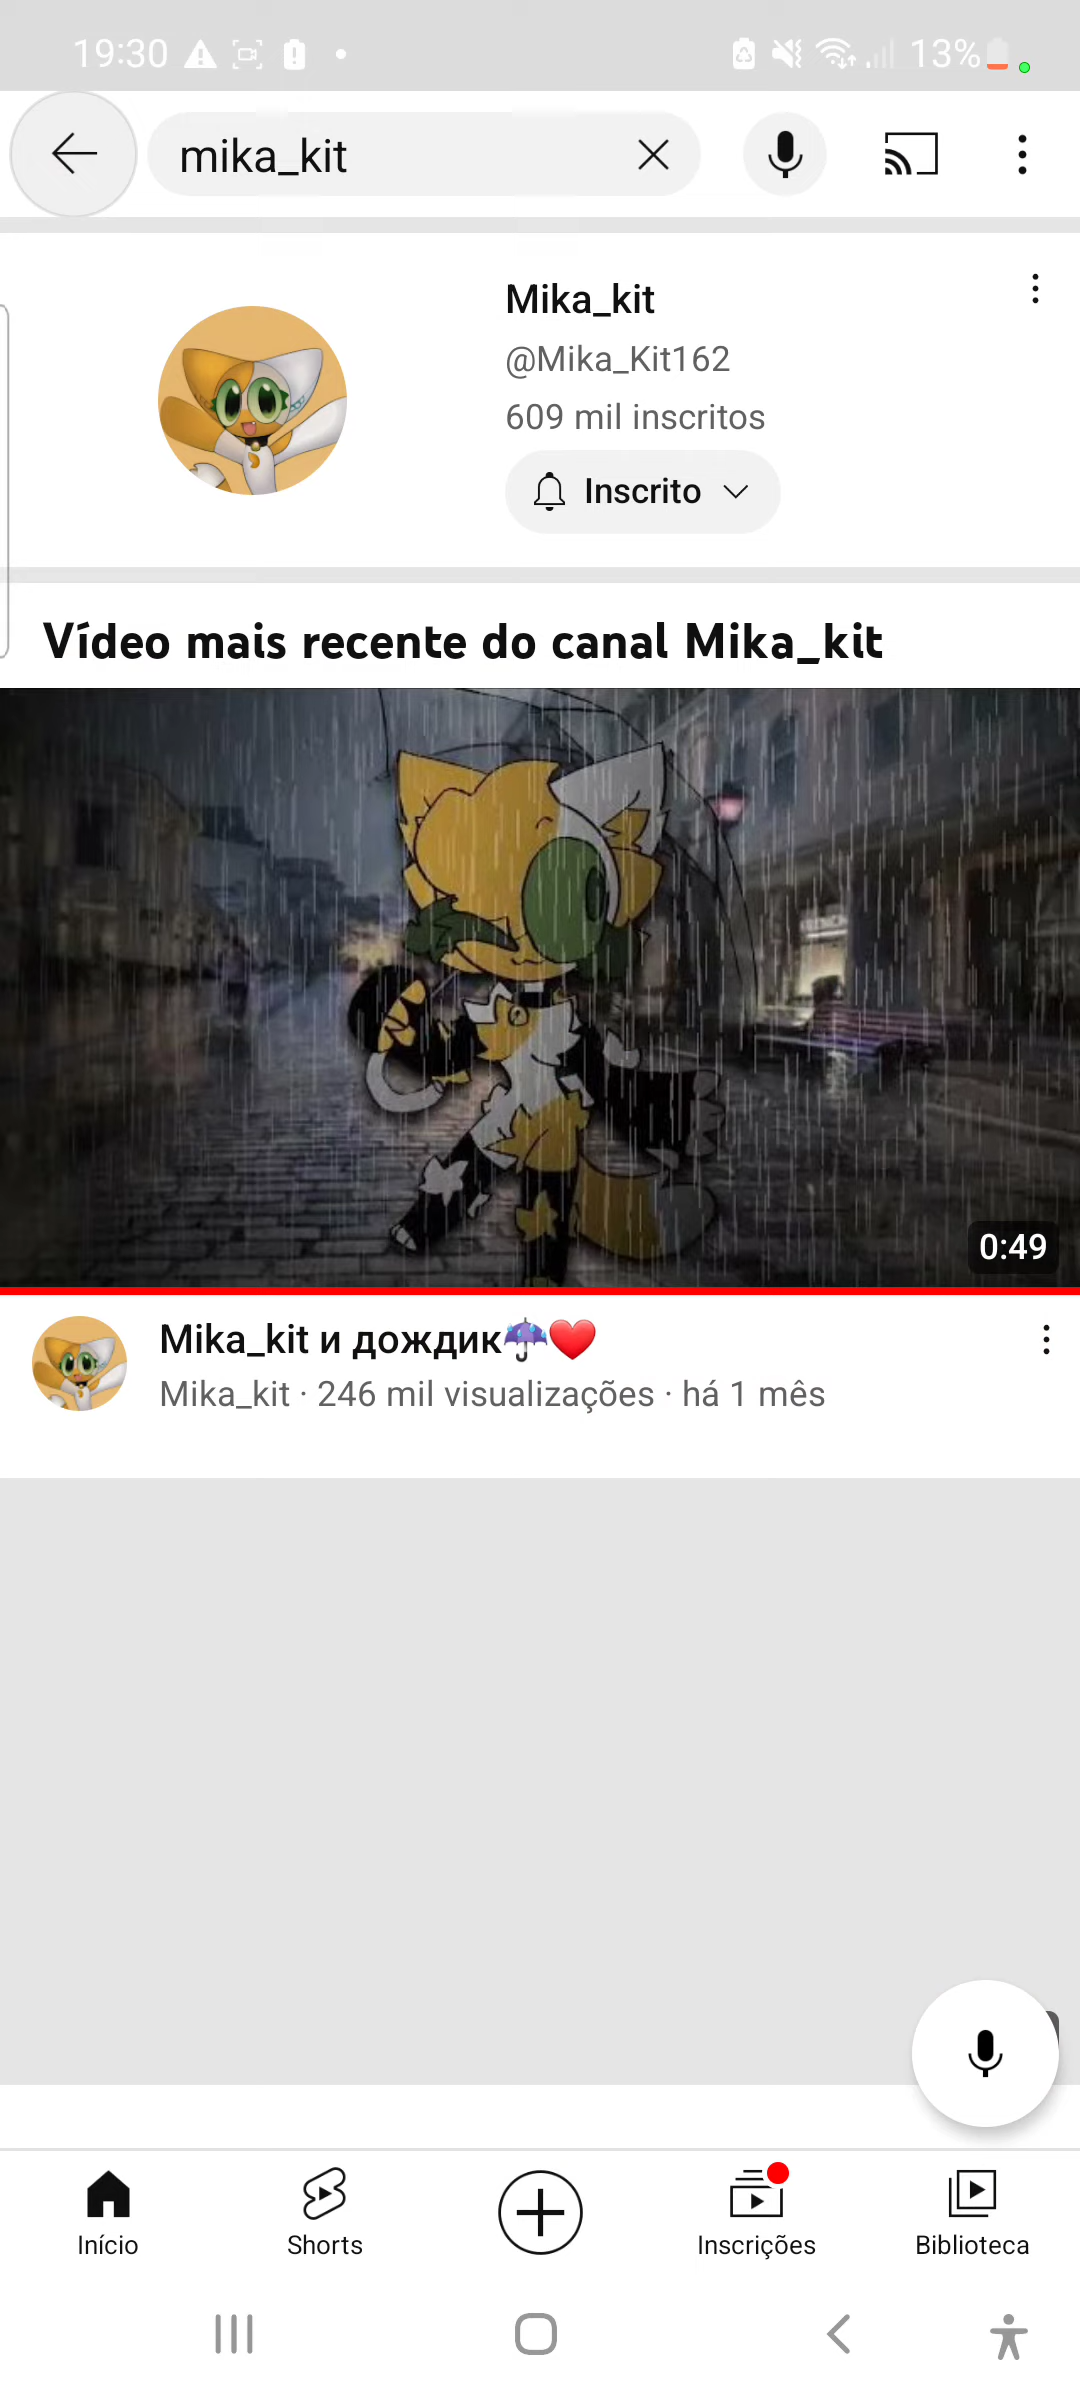 19:30
13%
mika_kit
Mika_kit
@Mika_Kit162
609 mil inscritos
Inscrito
Vídeo mais recente do canal Mika_kit
0:49
Mika_kit и дождик☔❤️
Mika_kit · 246 mil visualizações · há 1 mês
Início
Shorts
Inscrições
Biblioteca